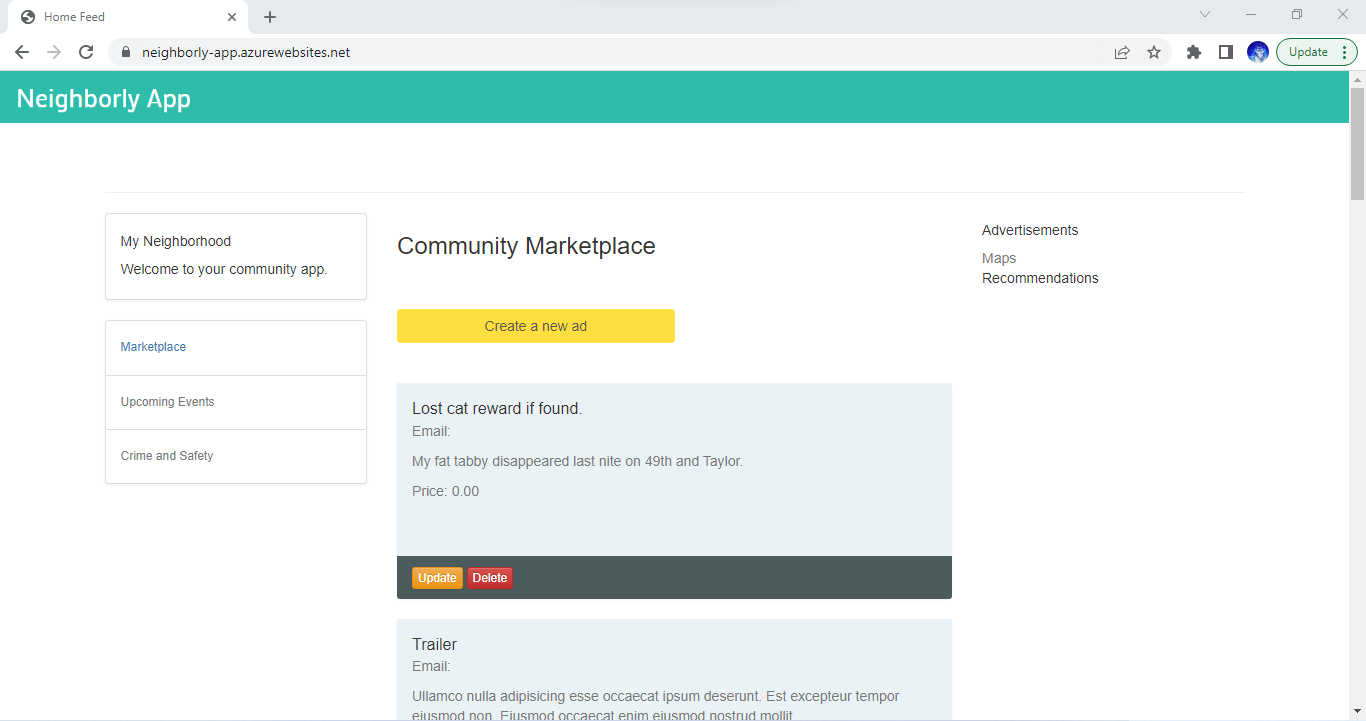 Home Feed
neighborly-app.azurewebsites.net
Update
Neighborly App
My Neighborhood
Welcome to your community app.
Marketplace
Upcoming Events
Crime and Safety
Community Marketplace
Create a new ad
Lost cat reward if found.
Email:
My fat tabby disappeared last nite on 49th and Taylor.
Price: 0.00
Update Delete
Trailer
Email:
Ullamco nulla adipisicing esse occaecat ipsum deserunt. Est excepteur tempor
eiusmod non. Eiusmod occaecat enim eiusmod nostrud mollit.
Advertisements
Maps
Recommendations